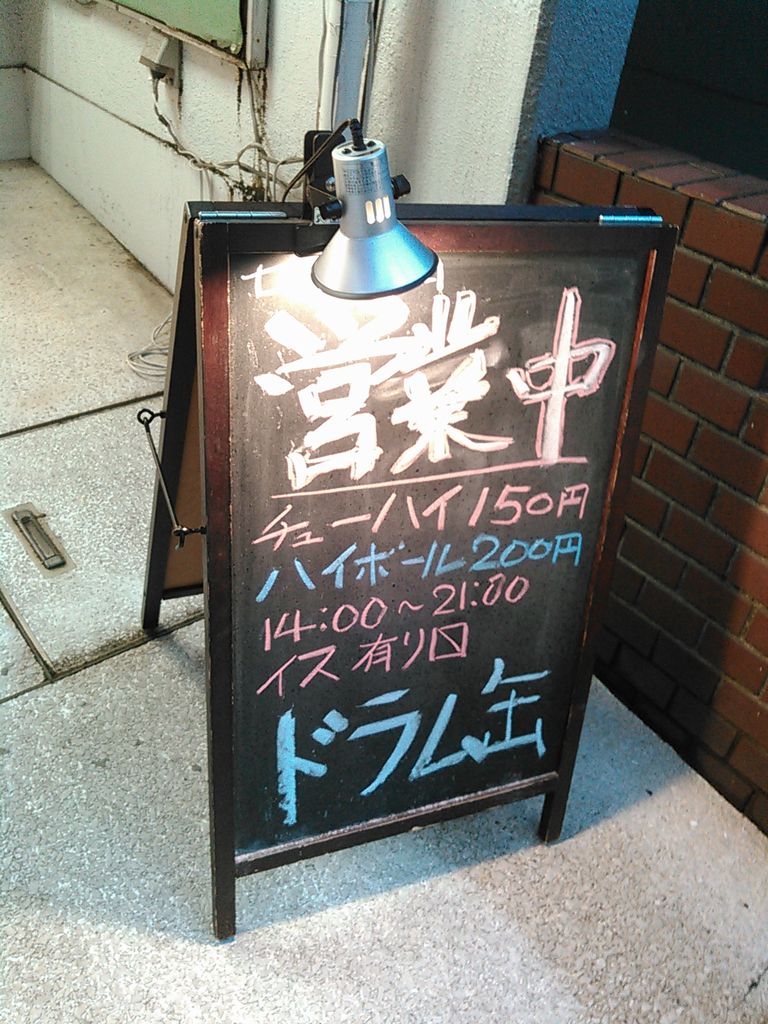 営業中
チューハイ150円
ハイボール200円
14:00～21:00
イス有り〼
ドラム缶